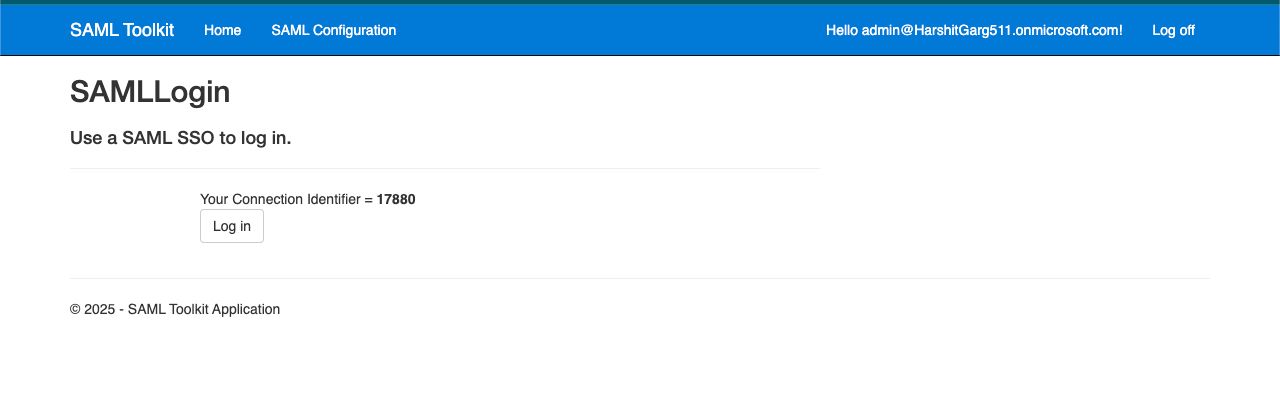 SAML Toolkit Home SAML Configuration Hello admin@HarshitGarg511.onmicrosoft.com! Log off
SAMLLogin
Use a SAML SSO to log in.
Your Connection Identifier = 17880
Log in
© 2025 - SAML Toolkit Application